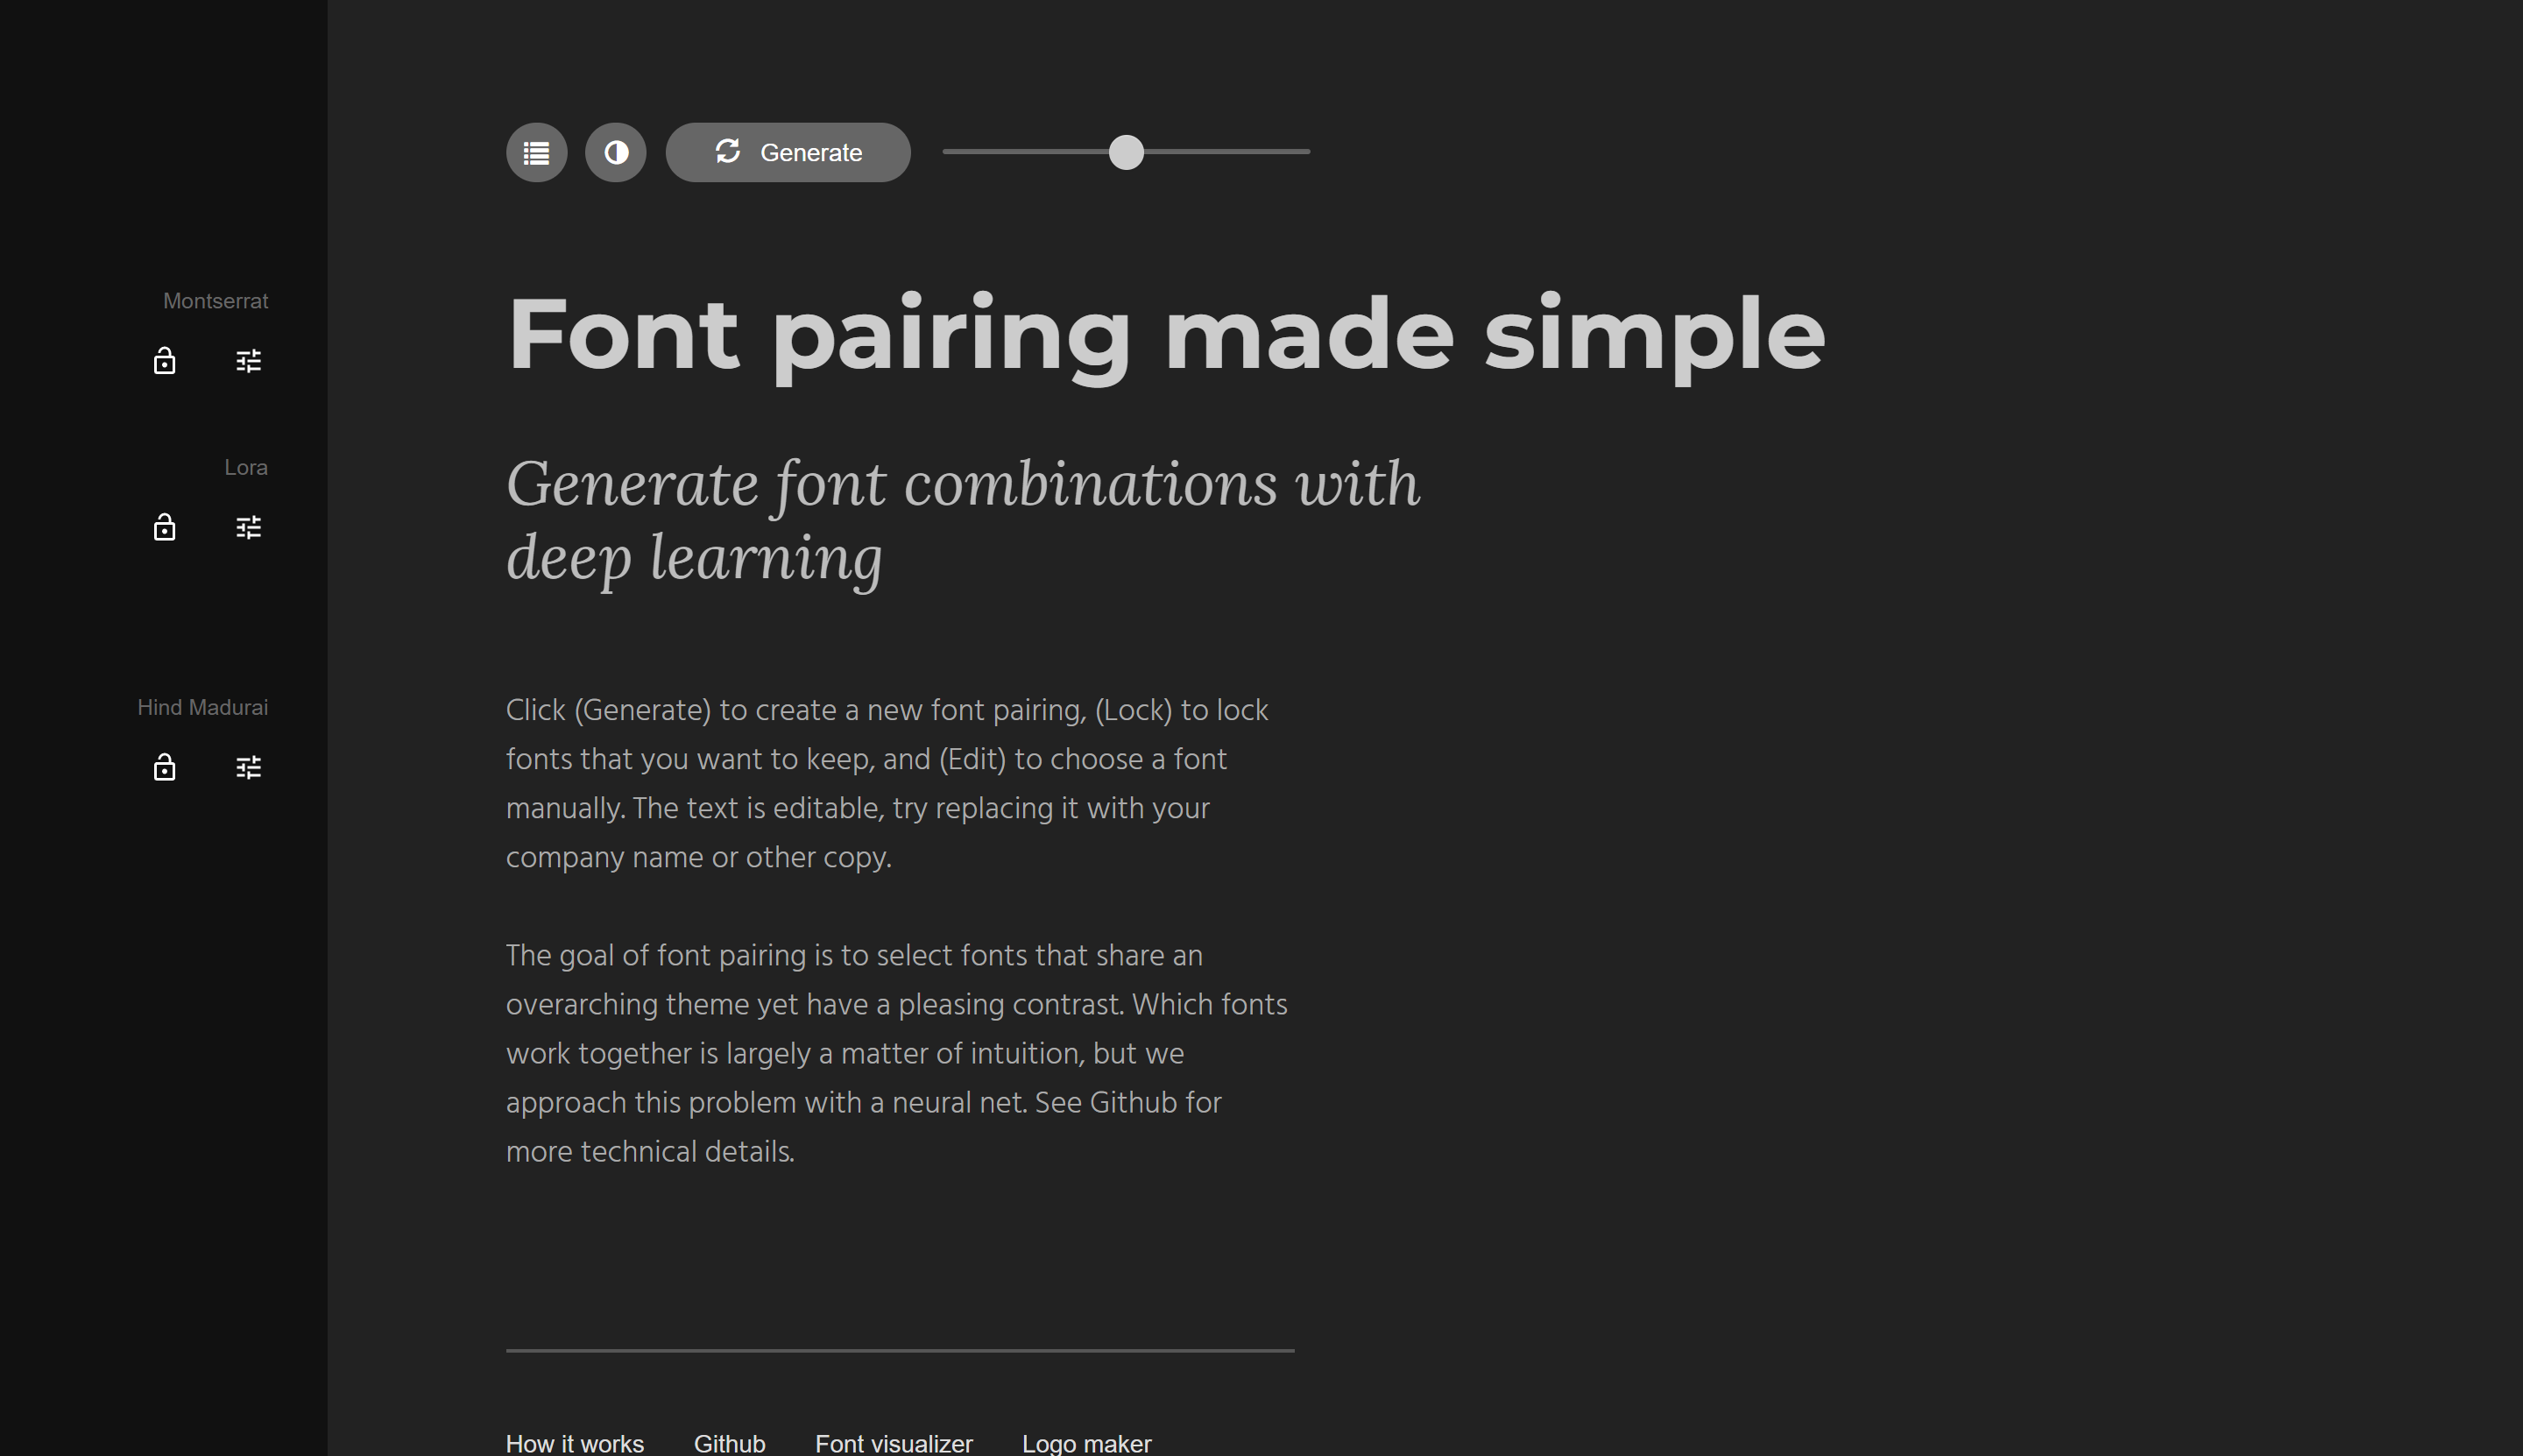 Generate
Montserrat
Font pairing made simple
Lora
Generate font combinations with
deep learning
Hind Madurai
Click (Generate) to create a new font pairing, (Lock) to lock
fonts that you want to keep, and (Edit) to choose a font
manually. The text is editable, try replacing it with your
company name or other copy.
The goal of font pairing is to select fonts that share an
overarching theme yet have a pleasing contrast. Which fonts
work together is largely a matter of intuition, but we
approach this problem with a neural net. See Github for
more technical details.
How it works Github Font visualizer Logo maker